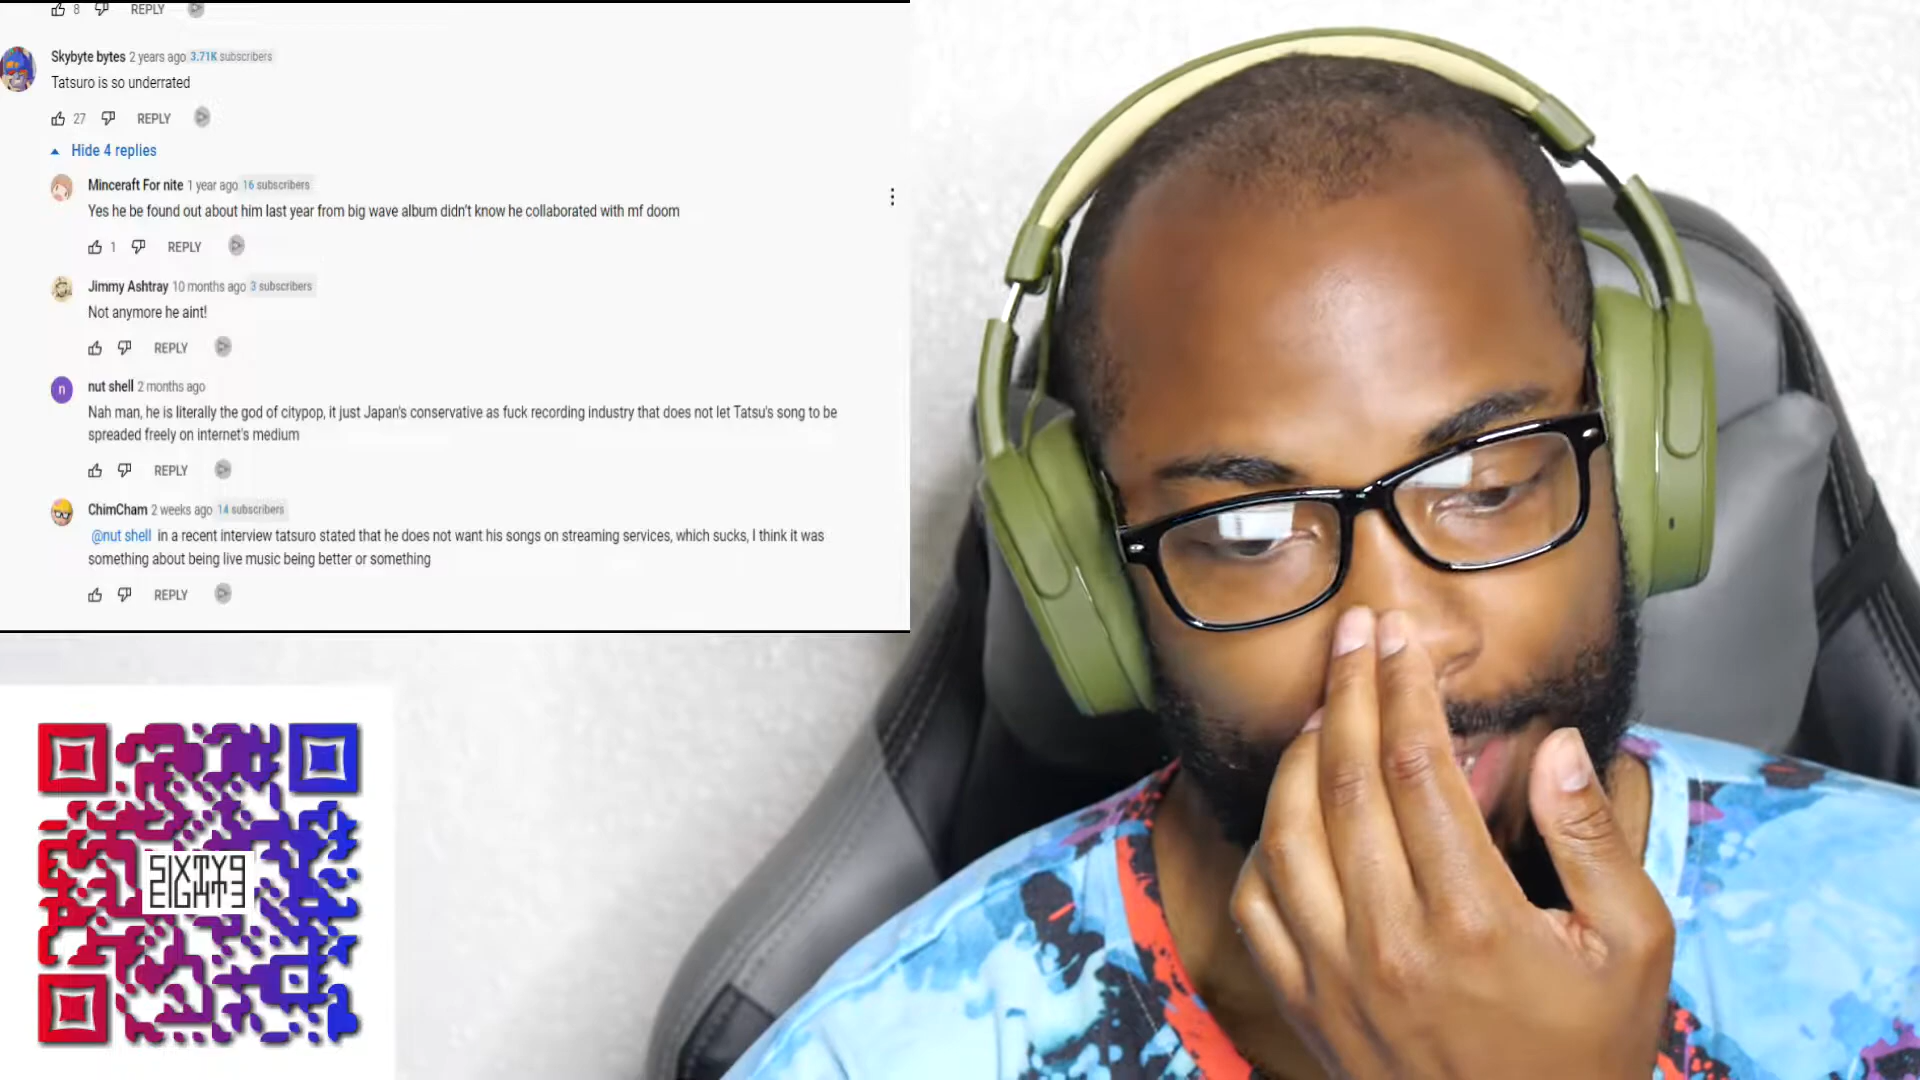 8 REPLY
Skybyte bytes 2 years ago 3.71K subscribers
Tatsuro is so underrated
27 REPLY
Hide 4 replies
Minceraft For nite 1 year ago 16 subscribers
Yes he be found out about him last year from big wave album didn't know he collaborated with mf doom
1 REPLY
Jimmy Ashtray 10 months ago 3 subscribers
Not anymore he aint!
REPLY
n
nut shell 2 months ago
Nah man, he is literally the god of citypop, it just Japan's conservative as fuck recording industry that does not let Tatsu's song to be
spreaded freely on internet's medium
REPLY
ChimCham 2 weeks ago 14 subscribers
@nut shell in a recent interview tatsuro stated that he does not want his songs on streaming services, which sucks, I think it was
something about being live music being better or something
REPLY
SIXTY9
EIGHT3